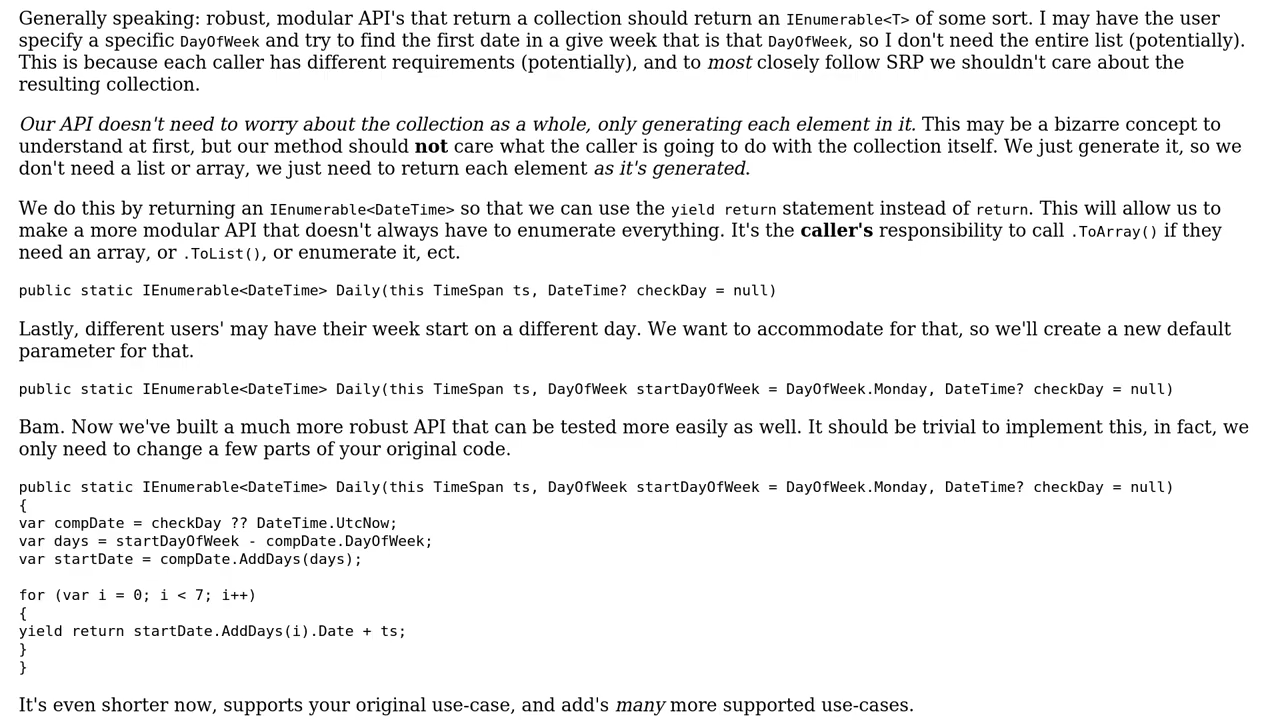 Generally speaking: robust, modular API's that return a collection should return an IEnumerable<T> of some sort. I may have the user
specify a specific DayOfWeek and try to find the first date in a give week that is that DayOfWeek, so I don't need the entire list (potentially).
This is because each caller has different requirements (potentially), and to most closely follow SRP we shouldn't care about the
resulting collection.
Our API doesn't need to worry about the collection as a whole, only generating each element in it. This may be a bizarre concept to
understand at first, but our method should not care what the caller is going to do with the collection itself. We just generate it, so we
don't need a list or array, we just need to return each element as it's generated.
We do this by returning an IEnumerable<DateTime> so that we can use the yield return statement instead of return. This will allow us to
make a more modular API that doesn't always have to enumerate everything. It's the caller's responsibility to call .ToArray() if they
need an array, or .ToList(), or enumerate it, ect.
public static IEnumerable<DateTime> Daily(this TimeSpan ts, DateTime? checkDay = null)
Lastly, different users' may have their week start on a different day. We want to accommodate for that, so we'll create a new default
parameter for that.
public static IEnumerable<DateTime> Daily(this TimeSpan ts, DayOfWeek startDayOfWeek = DayOfWeek.Monday, DateTime? checkDay = null)
Bam. Now we've built a much more robust API that can be tested more easily as well. It should be trivial to implement this, in fact, we
only need to change a few parts of your original code.
public static IEnumerable<DateTime> Daily(this TimeSpan ts, DayOfWeek startDayOfWeek = DayOfWeek.Monday, DateTime? checkDay = null)
{
var compDate = checkDay ?? DateTime.UtcNow;
var days = startDayOfWeek - compDate.DayOfWeek;
var startDate = compDate.AddDays(days);
for (var i = 0; i < 7; i++)
{
yield return startDate.AddDays(i).Date + ts;
}
}
It's even shorter now, supports your original use-case, and add's many more supported use-cases.